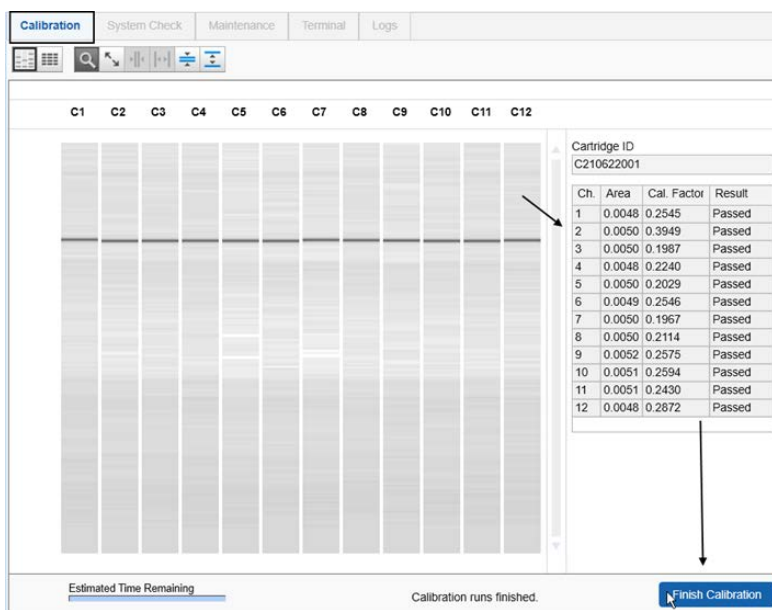 Calibration System Check Maintenance Terminal Logs
C1 C2 C3 C4 C5 C6 C7 C8 C9 C10 C11 C12
Cartridge ID
C210622001
Ch. Area Cal. Factor Result
1 0.0048 0.2545 Passed
2 0.0050 0.3949 Passed
3 0.0050 0.1987 Passed
4 0.0048 0.2240 Passed
5 0.0050 0.2029 Passed
6 0.0049 0.2546 Passed
7 0.0050 0.1967 Passed
8 0.0050 0.2114 Passed
9 0.0052 0.2575 Passed
10 0.0051 0.2594 Passed
11 0.0051 0.2430 Passed
12 0.0048 0.2872 Passed
Estimated Time Remaining
Calibration runs finished.
Finish Calibration